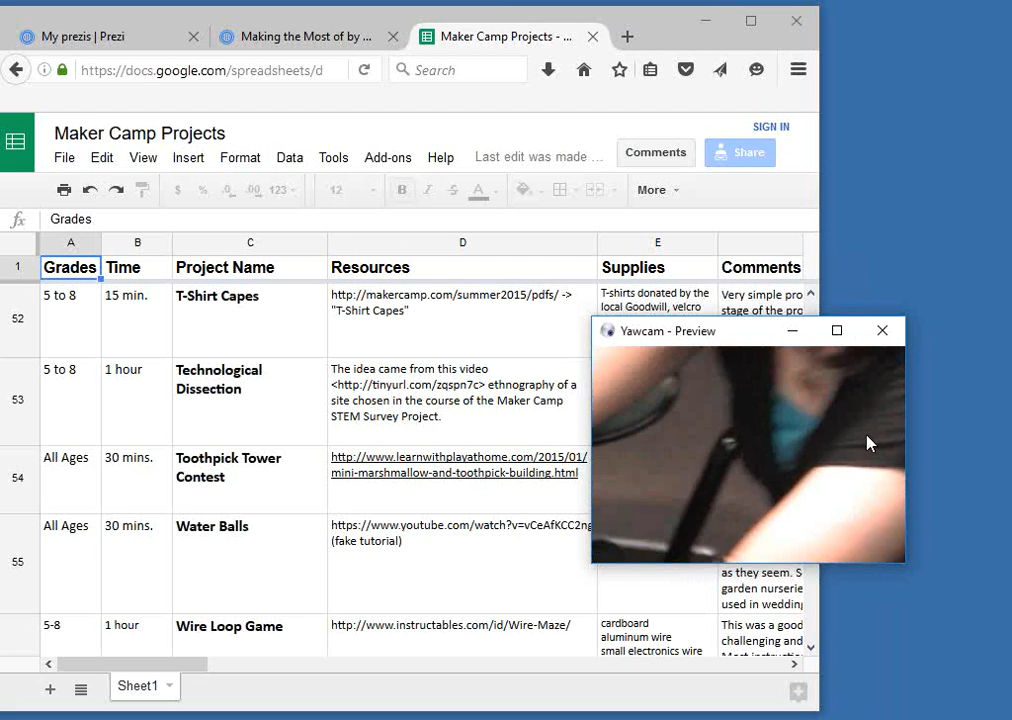 My prezis | Prezi
Making the Most of by ...
Maker Camp Projects - ...
https://docs.google.com/spreadsheets/d
Search
Maker Camp Projects
SIGN IN
File Edit View Insert Format Data Tools Add-ons Help Last edit was made ...
Comments
Share
$ % .0 .00 123 12 B I S A More
fx Grades
A B C D E
1 Grades Time Project Name Resources Supplies Comments
52 5 to 8 15 min. T-Shirt Capes
http://makercamp.com/summer2015/pdfs/ ->
"T-Shirt Capes"
T-shirts donated by the
local Goodwill, velcro
Very simple pro
stage of the pro
Yawcam - Preview
53 5 to 8 1 hour Technological
Dissection
The idea came from this video
<http://tinyurl.com/zqspn7c> ethnography of a
site chosen in the course of the Maker Camp
STEM Survey Project.
54 All Ages 30 mins. Toothpick Tower
Contest
http://www.learnwithplayathome.com/2015/01/
mini-marshmallow-and-toothpick-building.html
55 All Ages 30 mins. Water Balls
https://www.youtube.com/watch?v=vCeAfKCC2ng
(fake tutorial)
as they seem. S
garden nurserie
used in wedding
5-8 1 hour Wire Loop Game
http://www.instructables.com/id/Wire-Maze/
cardboard
aluminum wire
small electronics wire
This was a good
challenging and
Sheet1